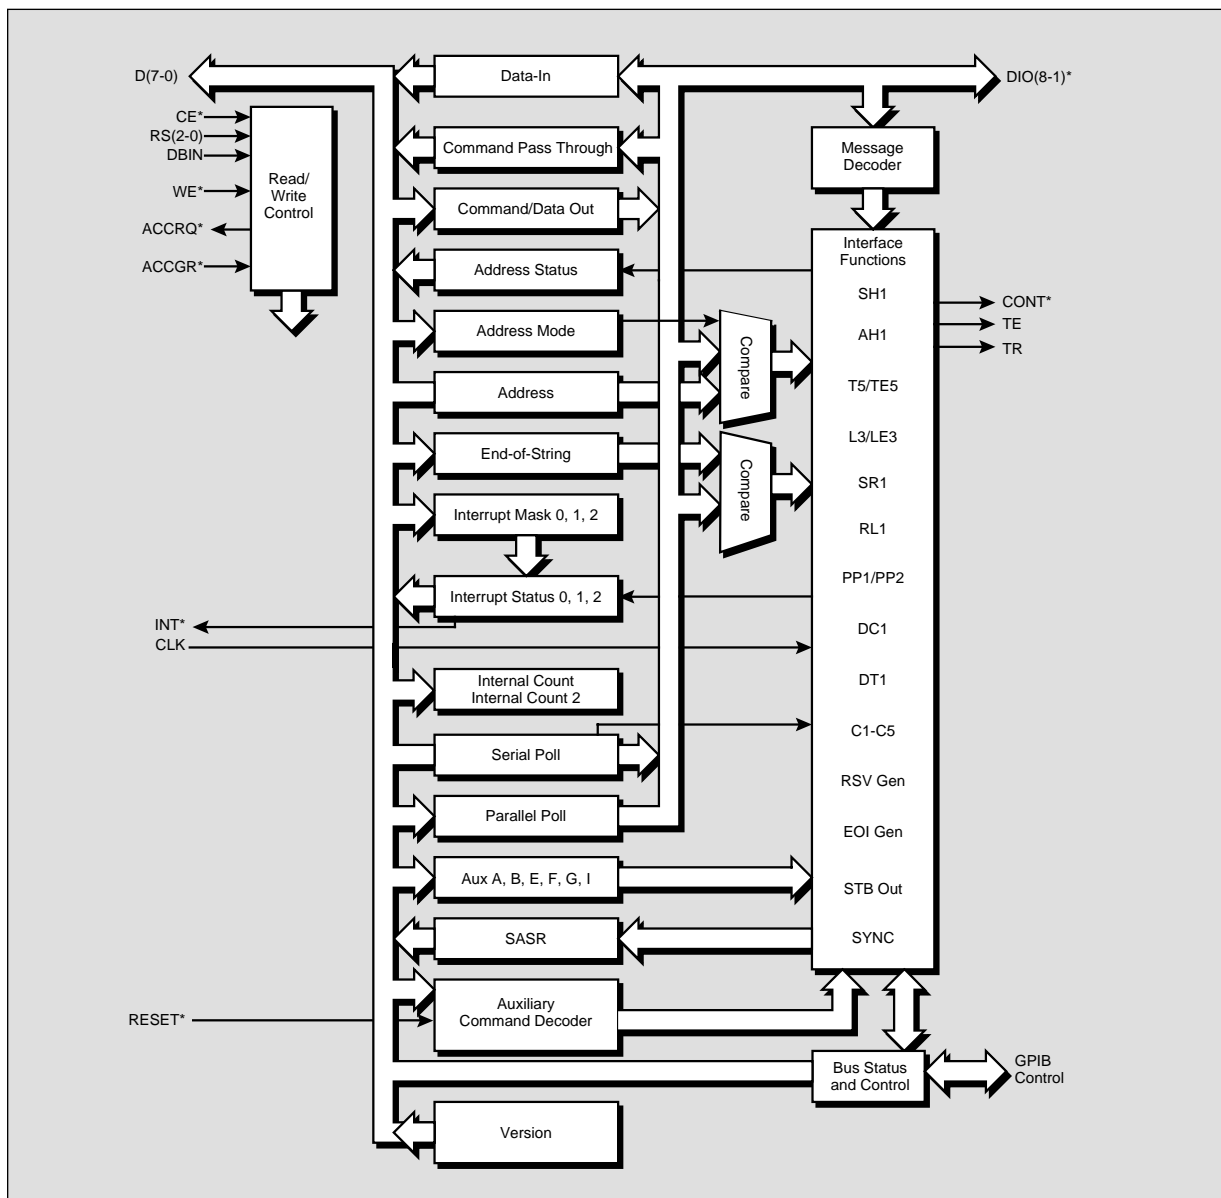 D(7-0)
CE*
RS(2-0)
DBIN
WE*
ACCRQ*
ACCGR*
Read/
Write
Control
INT*
CLK
RESET*
Data-In
Command Pass Through
Command/Data Out
Address Status
Address Mode
Address
End-of-String
Interrupt Mask 0, 1, 2
Interrupt Status 0, 1, 2
Internal Count
Internal Count 2
Serial Poll
Parallel Poll
Aux A, B, E, F, G, I
SASR
Auxiliary
Command Decoder
Version
Compare
Compare
DIO(8-1)*
Message
Decoder
Interface
Functions
SH1
AH1
T5/TE5
L3/LE3
SR1
RL1
PP1/PP2
DC1
DT1
C1-C5
RSV Gen
EOI Gen
STB Out
SYNC
CONT*
TE
TR
Bus Status
and Control
GPIB
Control